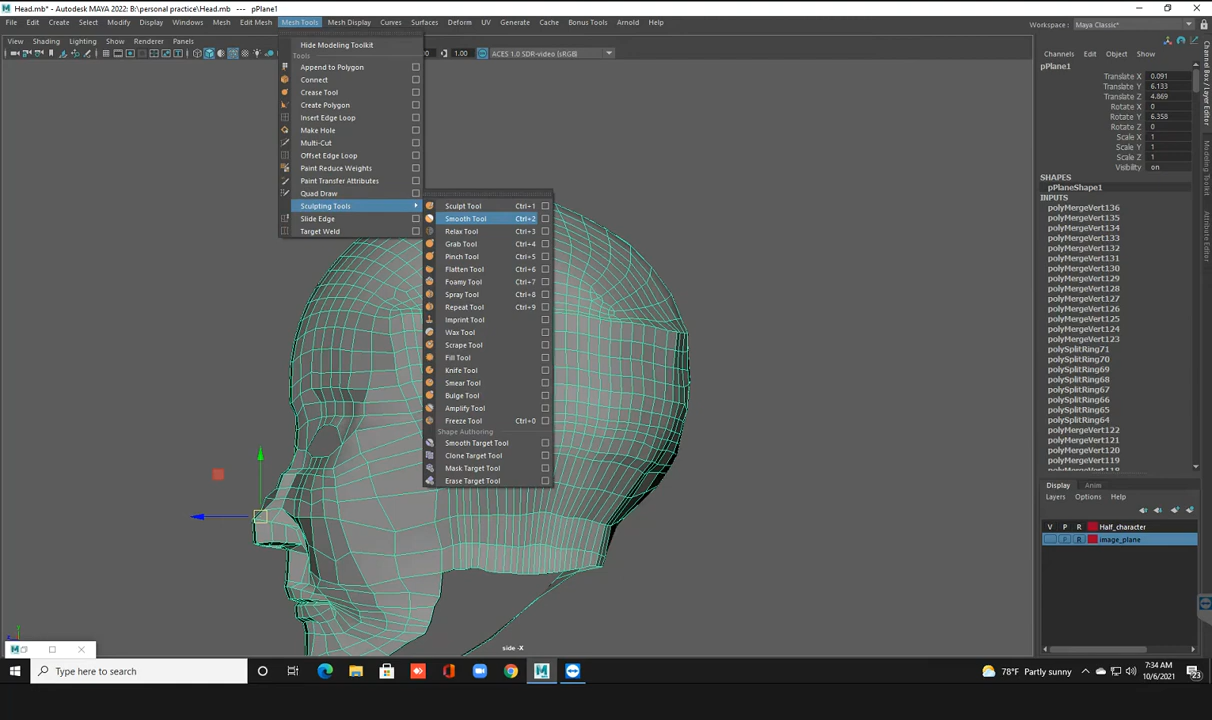 Head.mb* - Autodesk MAYA 2022: B:\personal practice\Head.mb* --- pPlane1
File Edit Create Select Modify Display Windows Mesh Edit Mesh Mesh Tools Mesh Display Curves Surfaces Deform UV Generate Cache Bonus Tools Arnold Help
Workspace: Maya Classic*
View Shading Lighting Show Renderer Panels
1.00 ACES 1.0 SDR-video (sRGB)
Hide Modeling Toolkit
Tools
Append to Polygon
Connect
Crease Tool
Create Polygon
Insert Edge Loop
Make Hole
Multi-Cut
Offset Edge Loop
Paint Reduce Weights
Paint Transfer Attributes
Quad Draw
Sculpting Tools
Slide Edge
Target Weld
Sculpt Tool Ctrl+1
Smooth Tool Ctrl+2
Relax Tool Ctrl+3
Grab Tool Ctrl+4
Pinch Tool Ctrl+5
Flatten Tool Ctrl+6
Foamy Tool Ctrl+7
Spray Tool Ctrl+8
Repeat Tool Ctrl+9
Imprint Tool
Wax Tool
Scrape Tool
Fill Tool
Knife Tool
Smear Tool
Bulge Tool
Amplify Tool
Freeze Tool Ctrl+0
Shape Authoring
Smooth Target Tool
Clone Target Tool
Mask Target Tool
Erase Target Tool
Channels Edit Object Show
pPlane1
Translate X 0.091
Translate Y 6.133
Translate Z 4.869
Rotate X 0
Rotate Y 6.358
Rotate Z 0
Scale X 1
Scale Y 1
Scale Z 1
Visibility on
SHAPES
pPlaneShape1
INPUTS
polyMergeVert136
polyMergeVert135
polyMergeVert134
polyMergeVert133
polyMergeVert132
polyMergeVert131
polyMergeVert130
polyMergeVert129
polyMergeVert128
polyMergeVert127
polyMergeVert126
polyMergeVert125
polyMergeVert124
polyMergeVert123
polySplitRing71
polySplitRing70
polySplitRing69
polySplitRing68
polySplitRing67
polySplitRing66
polySplitRing65
polySplitRing64
polyMergeVert122
polyMergeVert121
polyMergeVert120
polyMergeVert119
polyMergeVert118
Channel Box / Layer Editor
Modeling Toolkit
Attribute Editor
Display Anim
Layers Options Help
V P R Half_character
P R image_plane
side -X
Type here to search
78°F Partly sunny
7:34 AM
10/6/2021
23